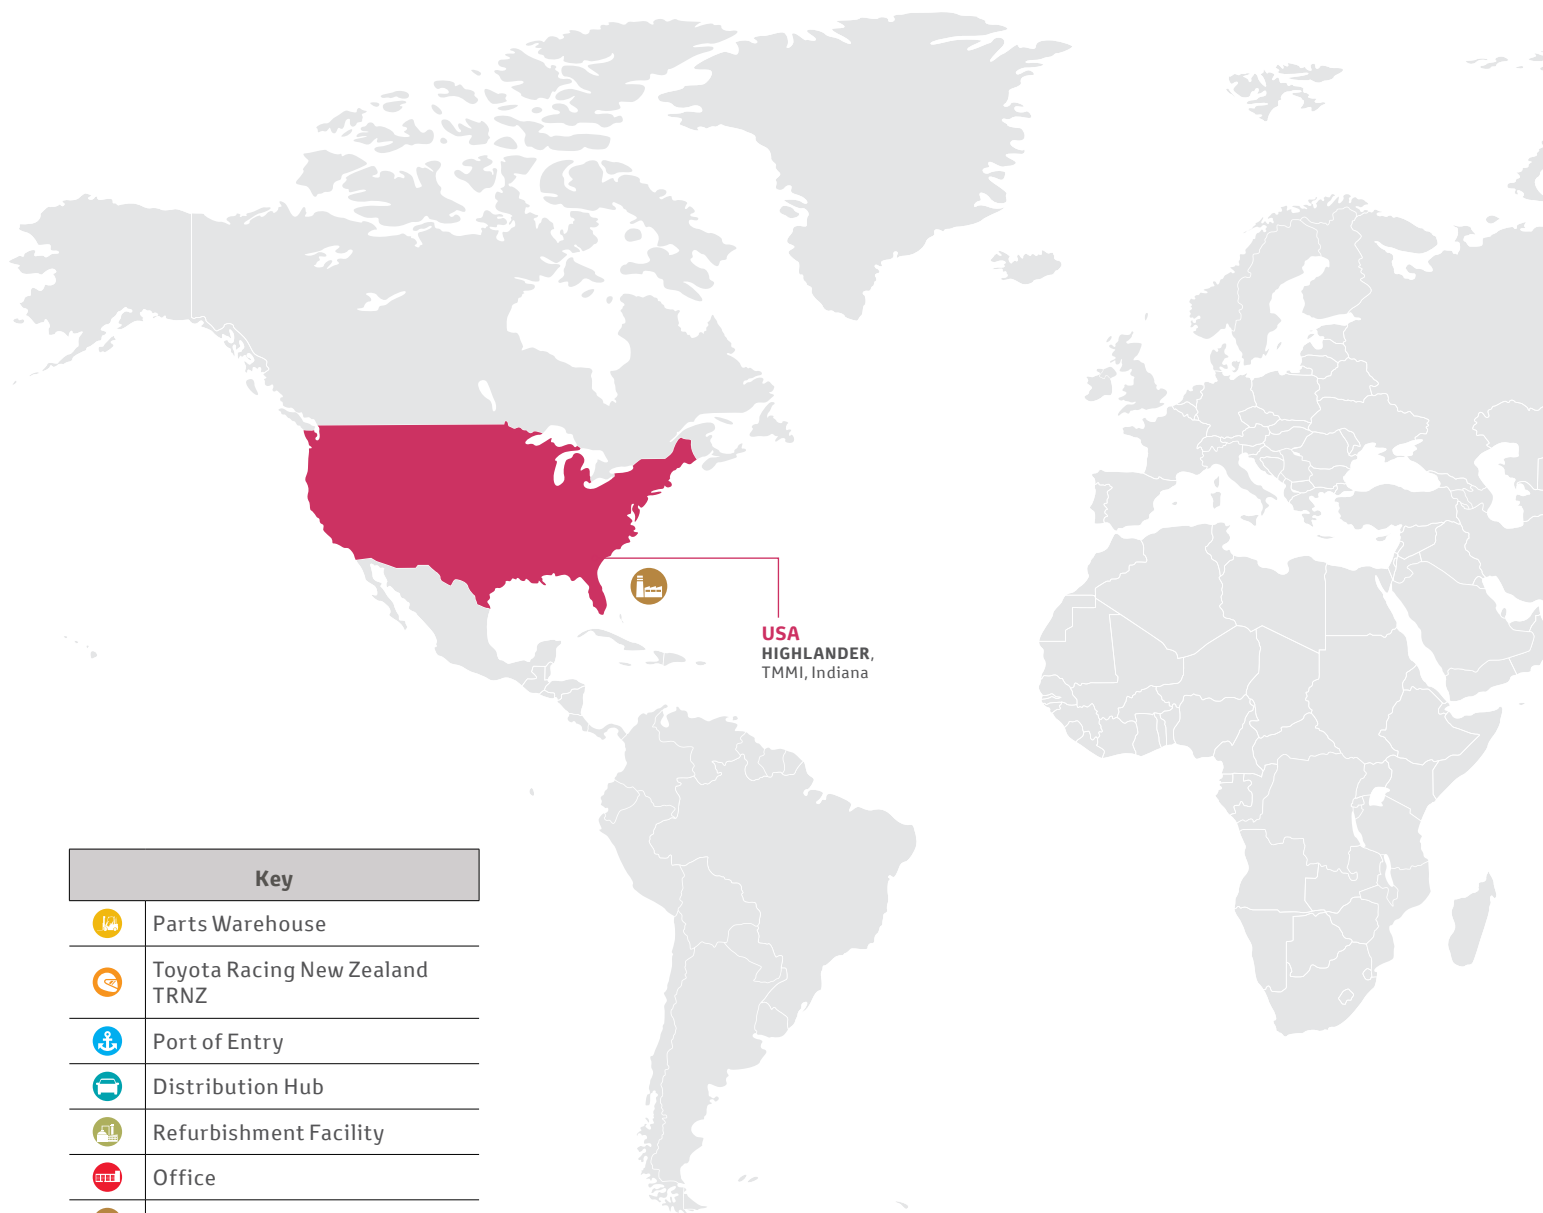 USA
HIGHLANDER,
TMMI, Indiana
Key
Parts Warehouse
Toyota Racing New Zealand
TRNZ
Port of Entry
Distribution Hub
Refurbishment Facility
Office